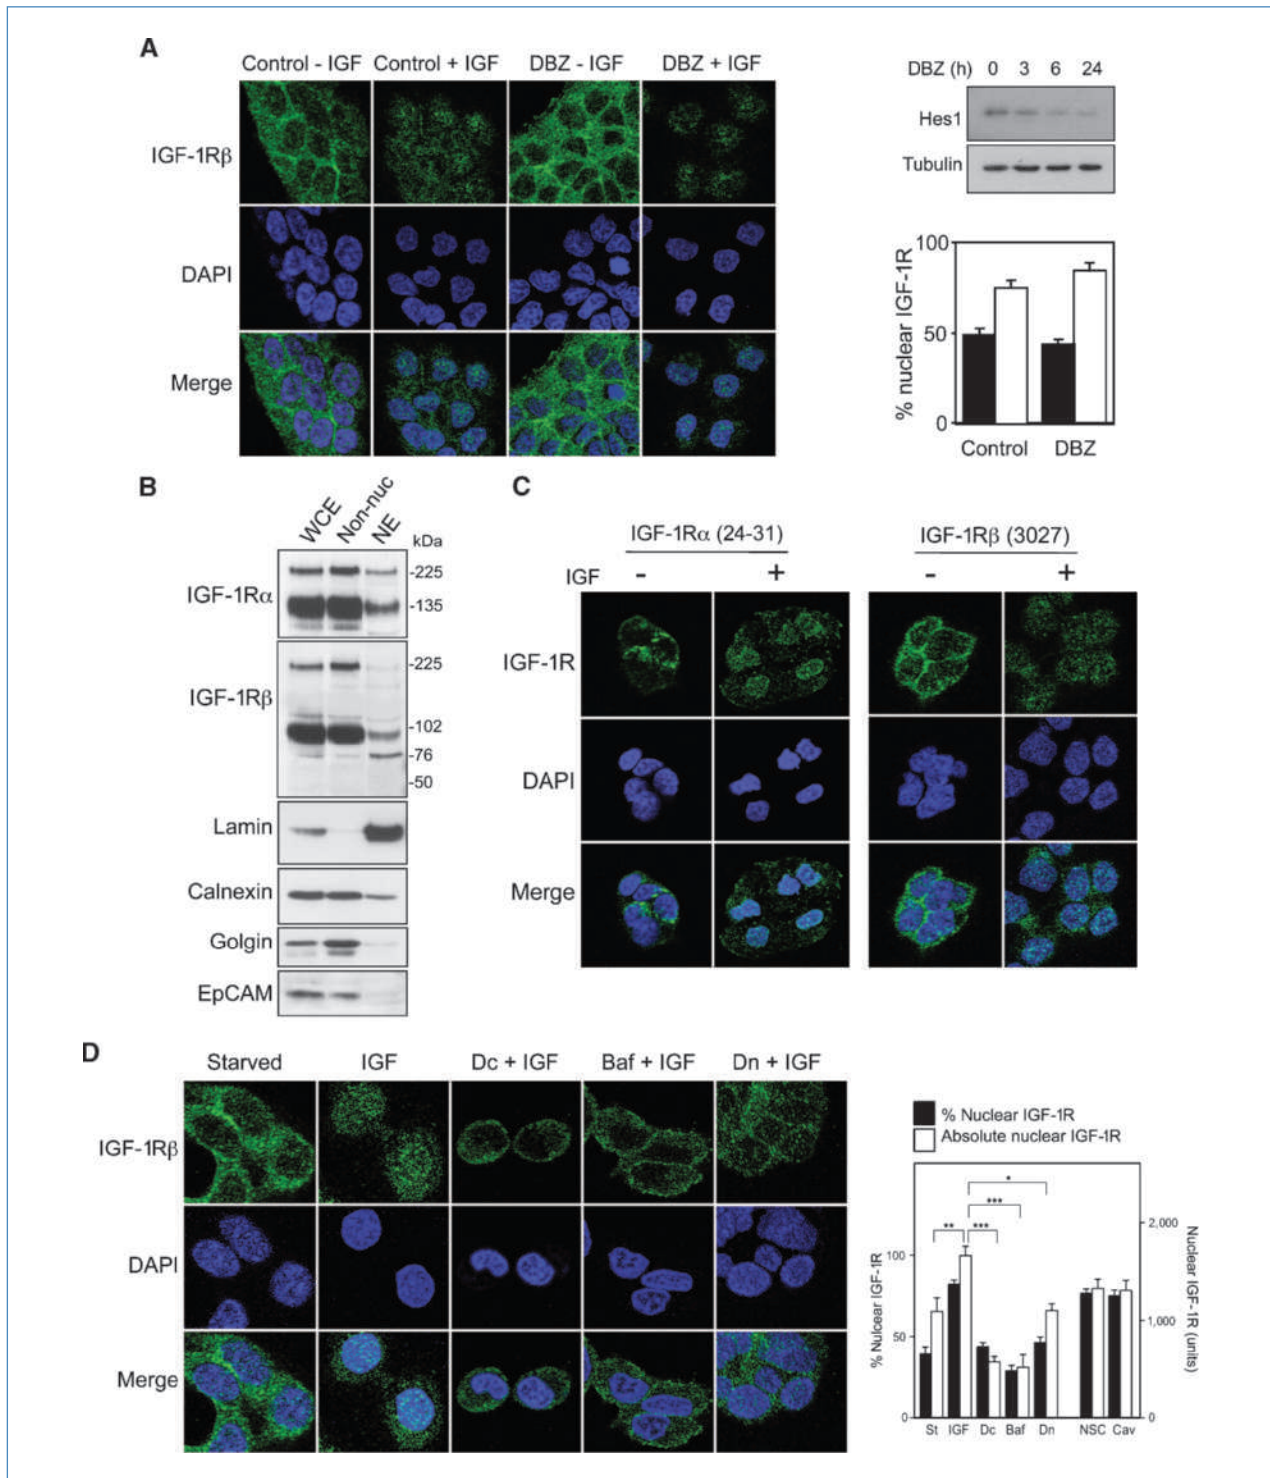 A
Control - IGF Control + IGF DBZ - IGF DBZ + IGF
IGF-1Rβ
DAPI
Merge
DBZ (h) 0 3 6 24
Hes1
Tubulin
% nuclear IGF-1R
100
50
0
Control DBZ
B
WCE Non-nuc NE
kDa
IGF-1Rα
-225
-135
IGF-1Rβ
-225
-102
-76
-50
Lamin
Calnexin
Golgin
EpCAM
C
IGF-1Rα (24-31) IGF-1Rβ (3027)
IGF - + - +
IGF-1R
DAPI
Merge
D
Starved IGF Dc + IGF Baf + IGF Dn + IGF
IGF-1Rβ
DAPI
Merge
% Nuclear IGF-1R
Absolute nuclear IGF-1R
% Nulcear IGF-1R
100
50
0
* 
***
** ***
2,000
1,000
0
Nuclear IGF-1R (units)
St IGF Dc Baf Dn NSC Cav